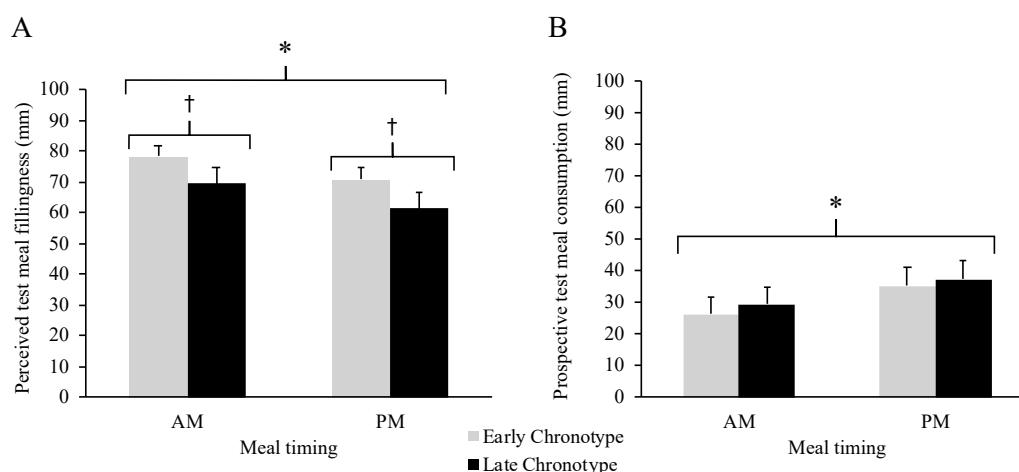 A
Perceived test meal fillingness (mm)
100
90
80
70
60
50
40
30
20
10
0
*
†
†
AM
PM
Meal timing
B
Prospective test meal consumption (mm)
100
90
80
70
60
50
40
30
20
10
0
*
AM
PM
Meal timing
Early Chronotype
Late Chronotype